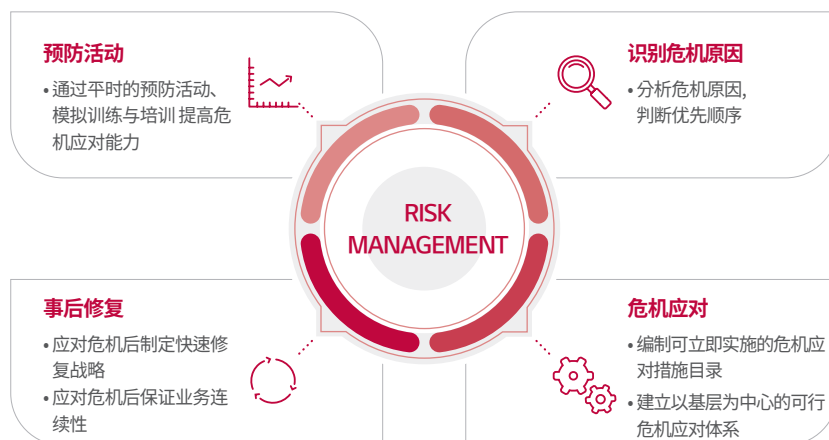 预防活动
• 通过平时的预防活动、
模拟训练与培训 提高危
机应对能力
识别危机原因
• 分析危机原因,
判断优先顺序
RISK
MANAGEMENT
事后修复
• 应对危机后制定快速修
复战略
• 应对危机后保证业务连
续性
危机应对
• 编制可立即实施的危机应
对措施目录
• 建立以基层为中心的可行
危机应对体系